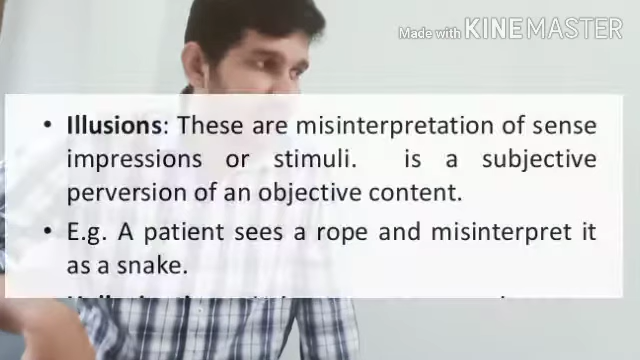 Made with KINEMASTER
• Illusions: These are misinterpretation of sense
impressions or stimuli. is a subjective
perversion of an objective content.
• E.g. A patient sees a rope and misinterpret it
as a snake.